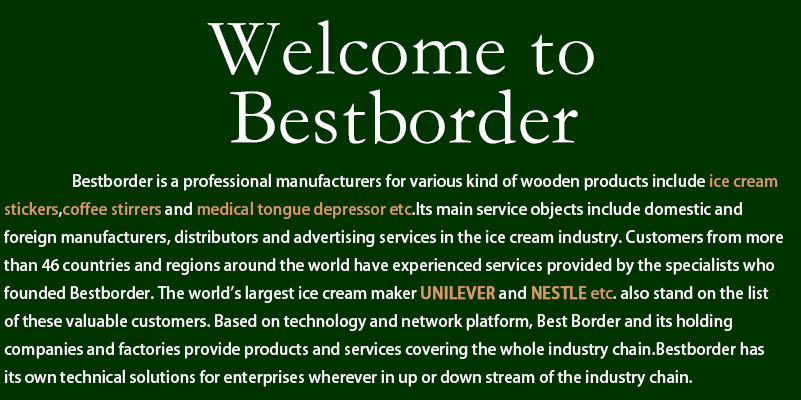 Welcome to
Bestborder
Bestborder is a professional manufacturers for various kind of wooden products include ice cream
stickers,coffee stirrers and medical tongue depressor etc.Its main service objects include domestic and
foreign manufacturers, distributors and advertising services in the ice cream industry. Customers from more
than 46 countries and regions around the world have experienced services provided by the specialists who
founded Bestborder. The world's largest ice cream maker UNILEVER and NESTLE etc. also stand on the list
of these valuable customers. Based on technology and network platform, Best Border and its holding
companies and factories provide products and services covering the whole industry chain.Bestborder has
its own technical solutions for enterprises wherever in up or down stream of the industry chain.